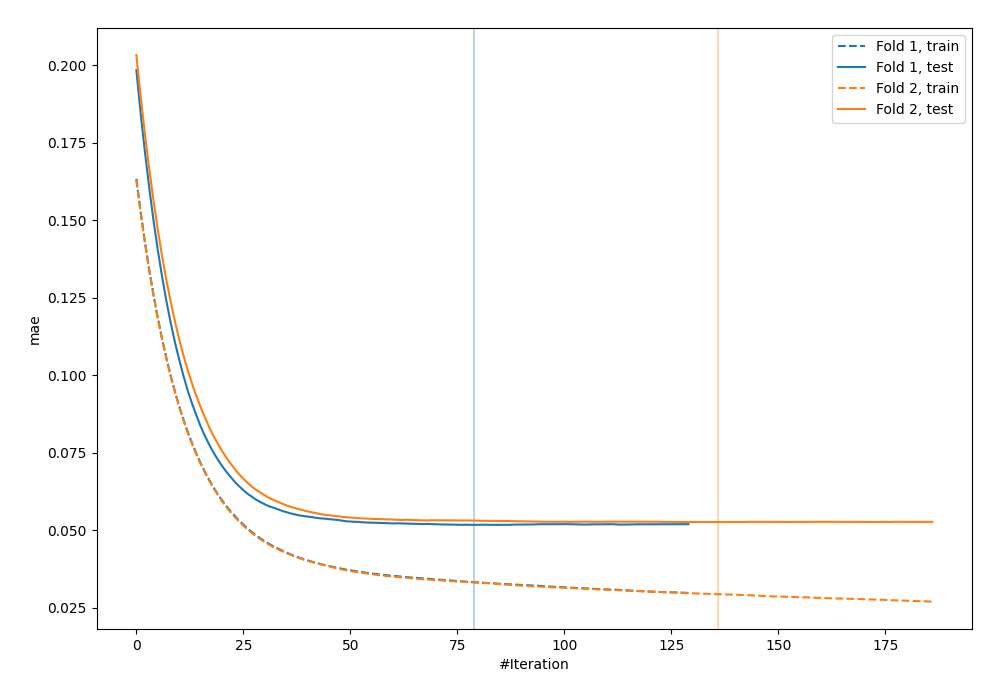 Fold 1, train
Fold 1, test
Fold 2, train
Fold 2, test
0.200
0.175
0.150
0.125
0.100
0.075
0.050
0.025
mae
0
25
50
75
100
125
150
175
#Iteration